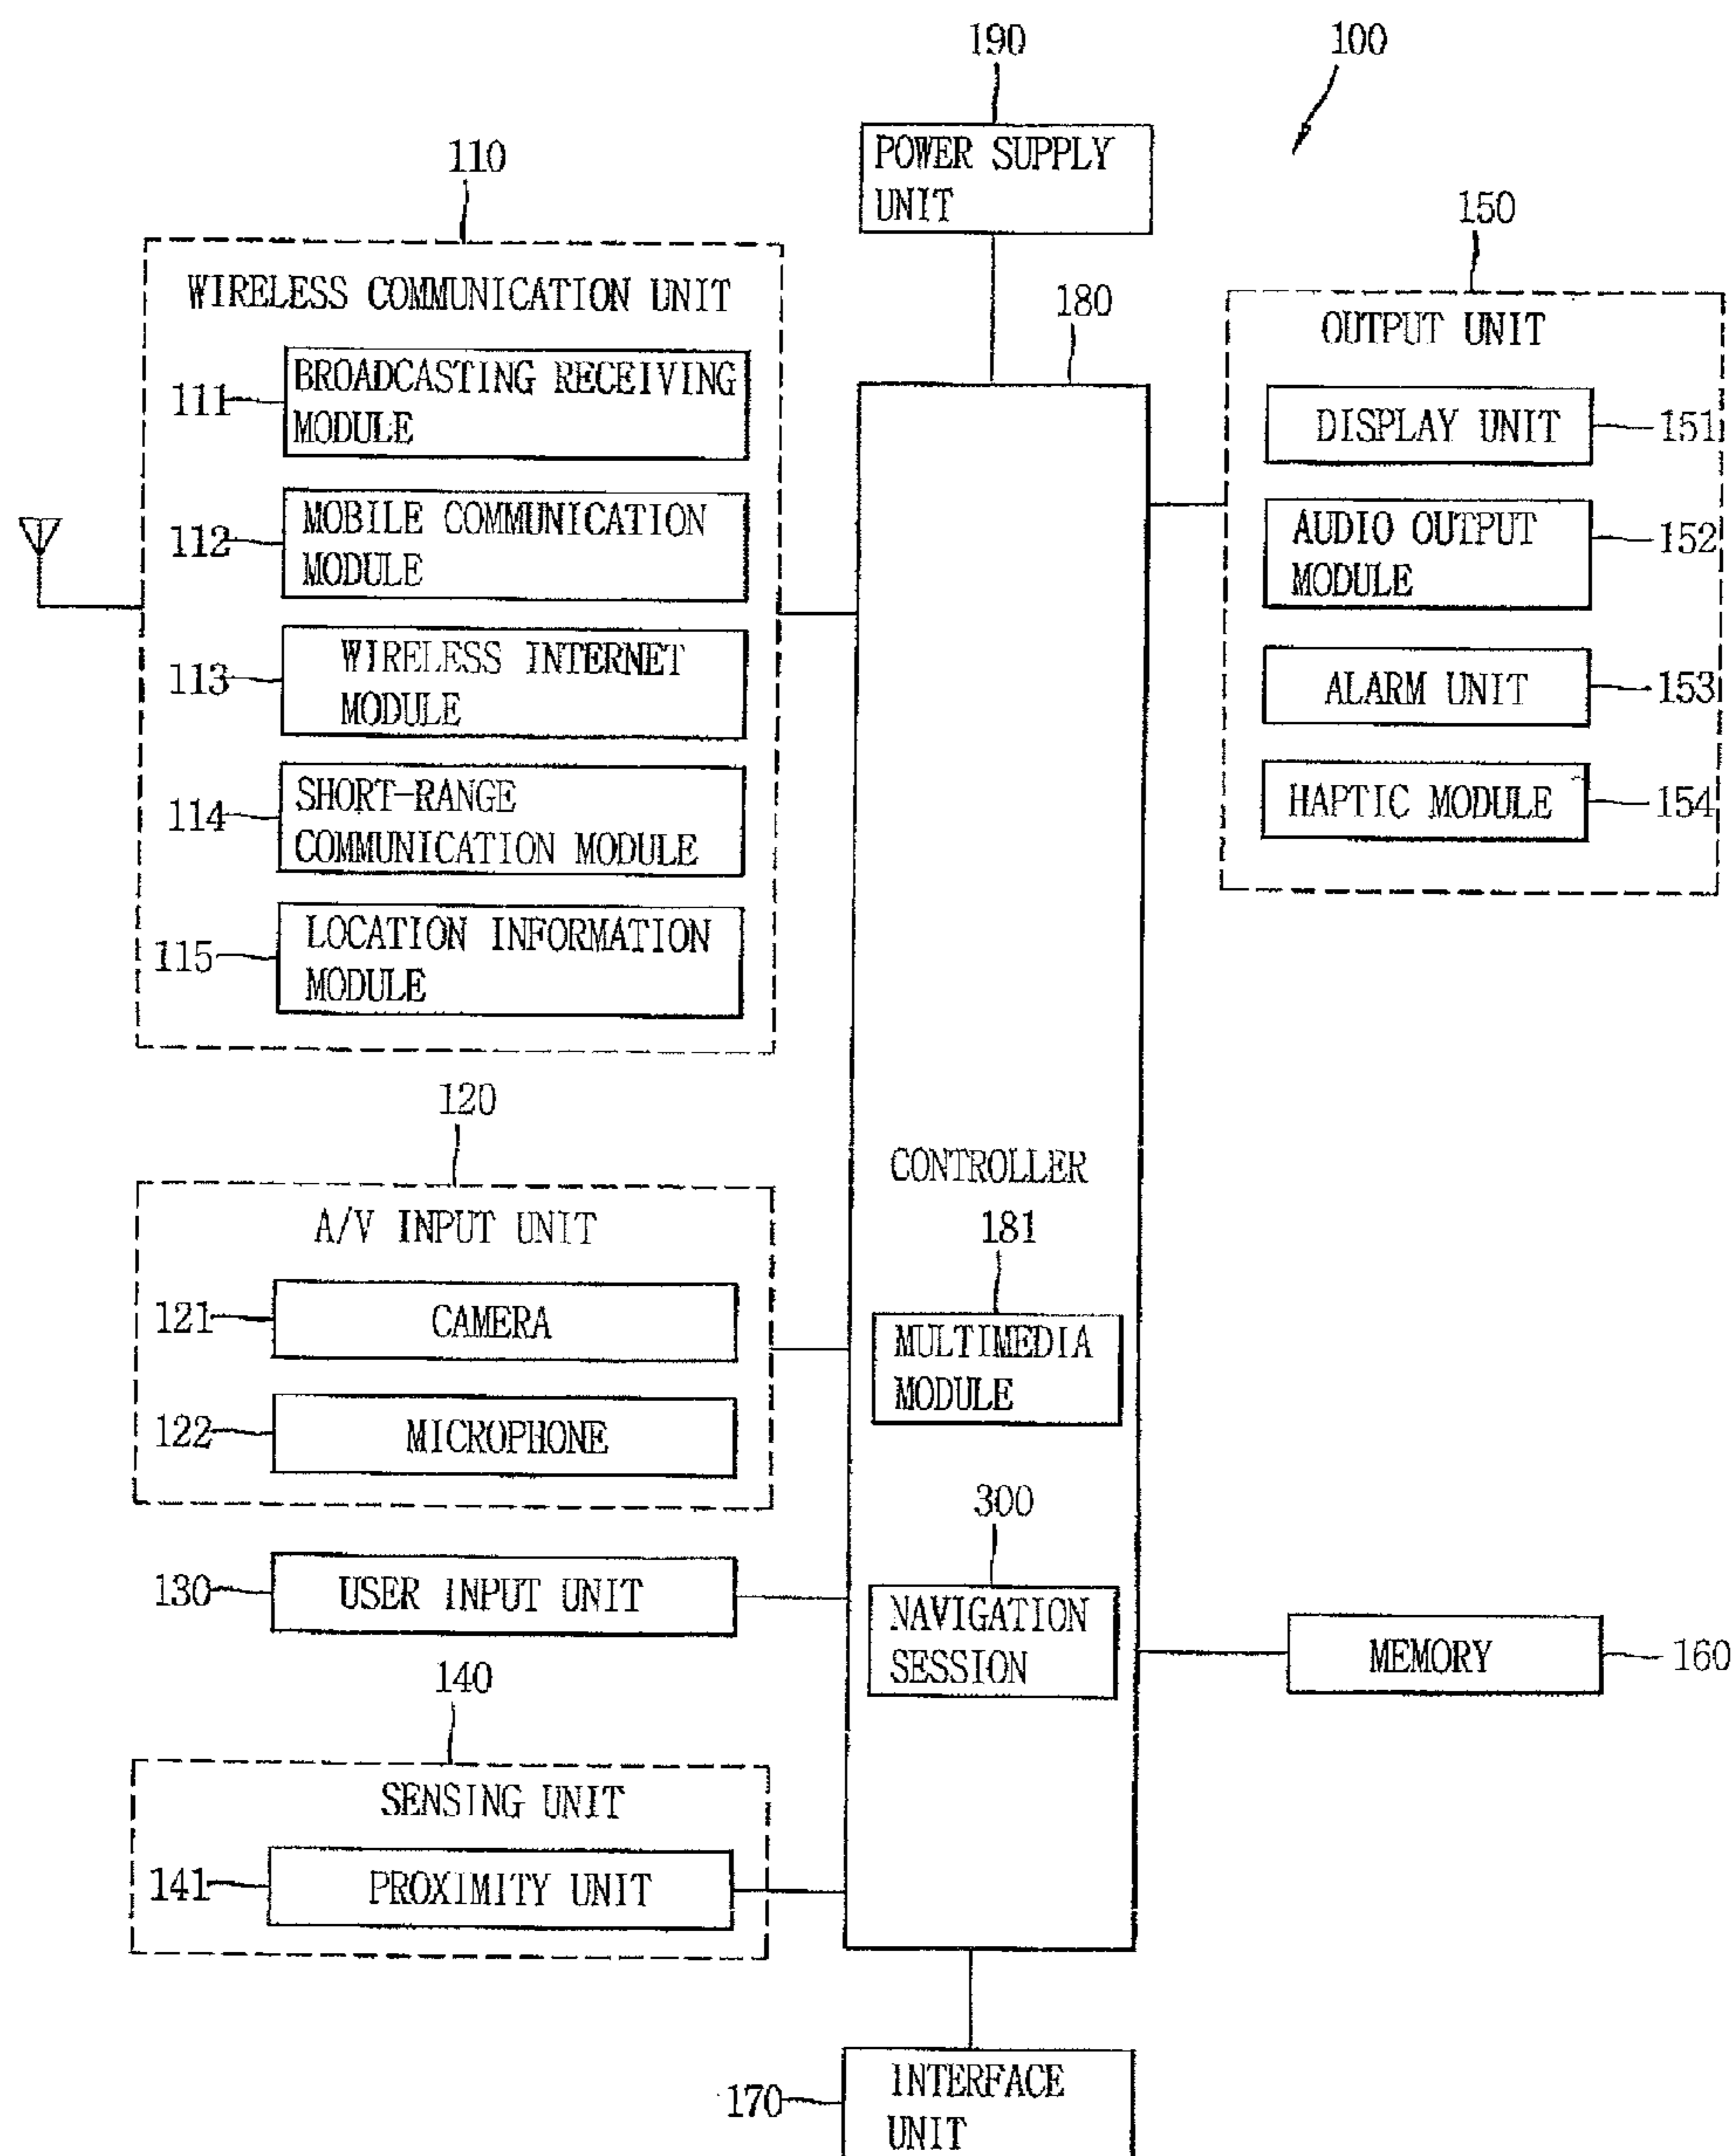 190
100
POWER SUPPLY
UNIT
110
WIRELESS COMMUNICATION UNIT
111
BROADCASTING RECEIVING
MODULE
112
MOBILE COMMUNICATION
MODULE
113
WIRELESS INTERNET
MODULE
114
SHORT-RANGE
COMMUNICATION MODULE
115
LOCATION INFORMATION
MODULE
120
A/V INPUT UNIT
121
CAMERA
122
MICROPHONE
130
USER INPUT UNIT
140
SENSING UNIT
141
PROXIMITY UNIT
180
CONTROLLER
181
MULTIMEDIA
MODULE
300
NAVIGATION
SESSION
150
OUTPUT UNIT
DISPLAY UNIT
151
AUDIO OUTPUT
MODULE
152
ALARM UNIT
153
HAPTIC MODULE
154
MEMORY
160
170
INTERFACE
UNIT